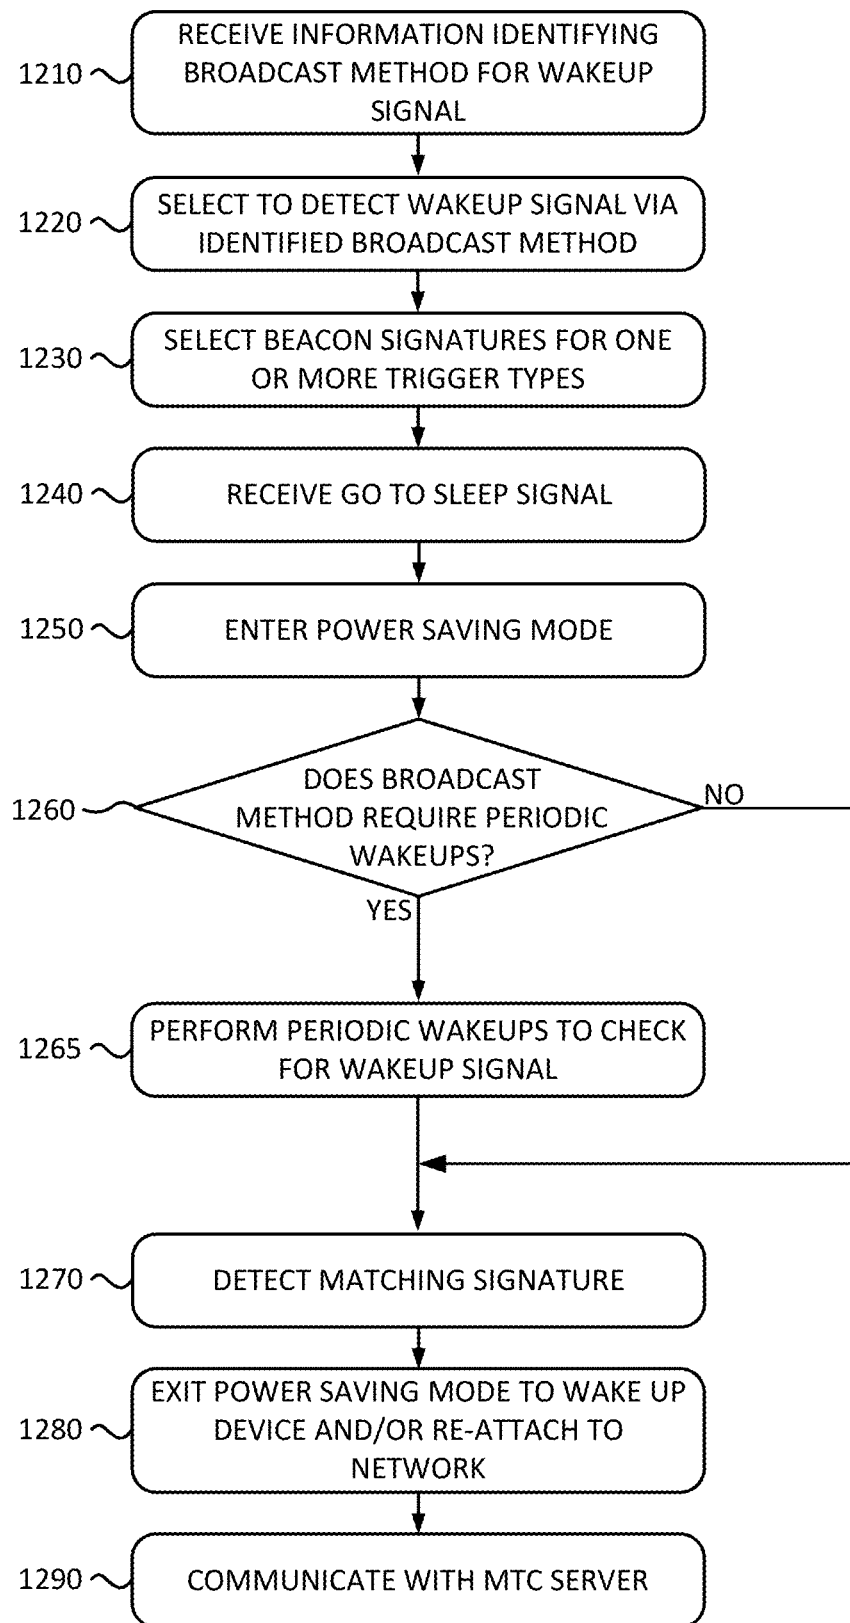 1210
RECEIVE INFORMATION IDENTIFYING
BROADCAST METHOD FOR WAKEUP
SIGNAL
1220
SELECT TO DETECT WAKEUP SIGNAL VIA
IDENTIFIED BROADCAST METHOD
1230
SELECT BEACON SIGNATURES FOR ONE
OR MORE TRIGGER TYPES
1240
RECEIVE GO TO SLEEP SIGNAL
1250
ENTER POWER SAVING MODE
1260
DOES BROADCAST
METHOD REQUIRE PERIODIC
WAKEUPS?
NO
YES
1265
PERFORM PERIODIC WAKEUPS TO CHECK
FOR WAKEUP SIGNAL
1270
DETECT MATCHING SIGNATURE
1280
EXIT POWER SAVING MODE TO WAKE UP
DEVICE AND/OR RE-ATTACH TO
NETWORK
1290
COMMUNICATE WITH MTC SERVER